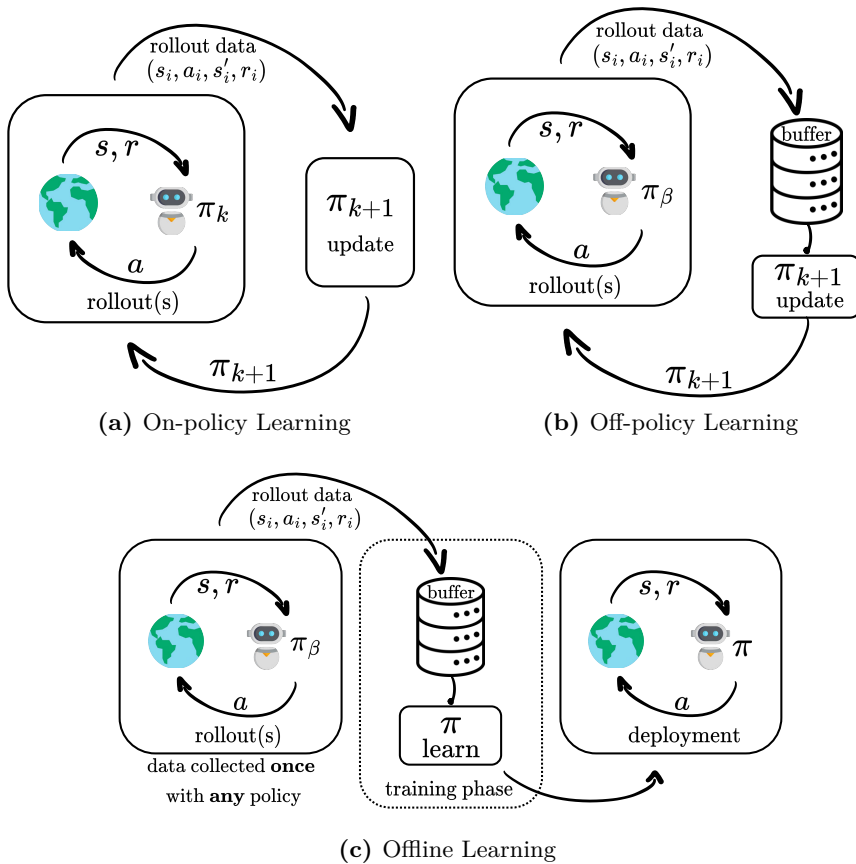 rollout data
(s_i, a_i, s'_i, r_i)
s, r
π_k
a
rollout(s)
π_{k+1}
update
π_{k+1}
(a) On-policy Learning
rollout data
(s_i, a_i, s'_i, r_i)
buffer
s, r
π_β
a
rollout(s)
π_{k+1}
update
π_{k+1}
(b) Off-policy Learning
rollout data
(s_i, a_i, s'_i, r_i)
s, r
π_β
a
rollout(s)
data collected once
with any policy
buffer
π
learn
training phase
s, r
π
a
deployment
(c) Offline Learning